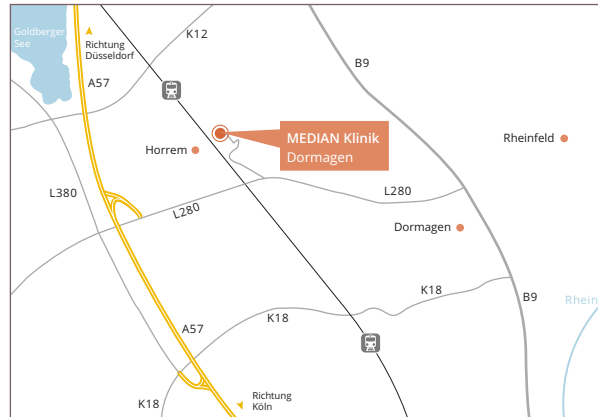 Goldberger
See
Richtung
Düsseldorf
K12
B9
A57
MEDIAN Klinik
Dormagen
Rheinfeld
Horrem
L380
L280
L280
Dormagen
K18
B9
Rhein
K18
A57
Richtung
Köln
K18